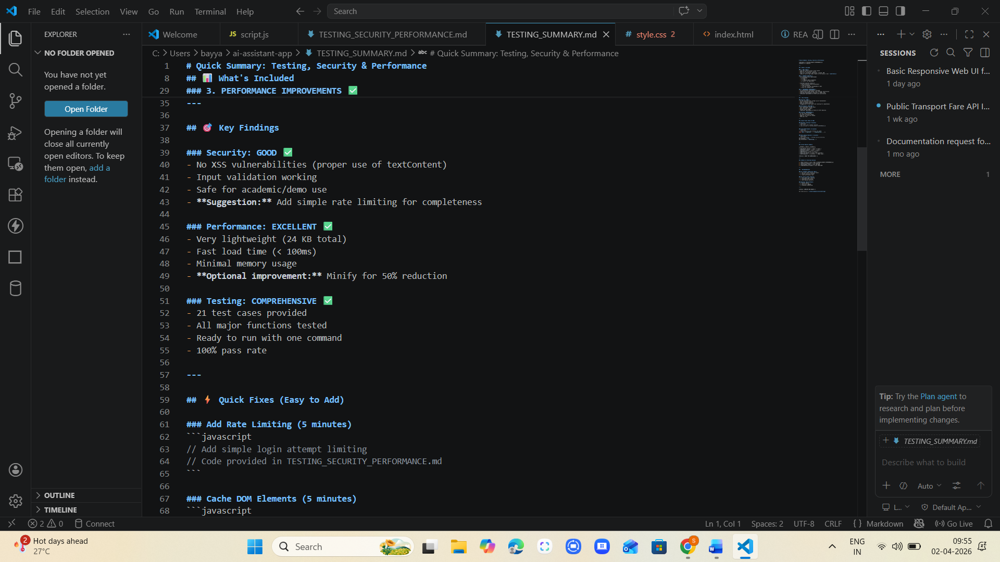 File Edit Selection View Go Run Terminal Help
Search
EXPLORER
NO FOLDER OPENED
You have not yet
opened a folder.
Open Folder
Opening a folder will
close all currently
open editors. To keep
them open, add a
folder instead.
OUTLINE
TIMELINE
Welcome
JS script.js
TESTING_SECURITY_PERFORMANCE.md
TESTING_SUMMARY.md
# style.css 2
<> index.html
REA
C: > Users > bayya > ai-assistant-app > TESTING_SUMMARY.md > abc # Quick Summary: Testing, Security & Performance
1 # Quick Summary: Testing, Security & Performance
8 ## 📊 What's Included
29 ### 3. PERFORMANCE IMPROVEMENTS ✅
35 ---
36
37 ## 🎯 Key Findings
38
39 ### Security: GOOD ✅
40 - No XSS vulnerabilities (proper use of textContent)
41 - Input validation working
42 - Safe for academic/demo use
43 - **Suggestion:** Add simple rate limiting for completeness
44
45 ### Performance: EXCELLENT ✅
46 - Very lightweight (24 KB total)
47 - Fast load time (< 100ms)
48 - Minimal memory usage
49 - **Optional improvement:** Minify for 50% reduction
50
51 ### Testing: COMPREHENSIVE ✅
52 - 21 test cases provided
53 - All major functions tested
54 - Ready to run with one command
55 - 100% pass rate
56
57 ---
58
59 ## ⚡ Quick Fixes (Easy to Add)
60
61 ### Add Rate Limiting (5 minutes)
62 ```javascript
63 // Add simple login attempt limiting
64 // Code provided in TESTING_SECURITY_PERFORMANCE.md
65 ```
66
67 ### Cache DOM Elements (5 minutes)
68 ```javascript
SESSIONS
Basic Responsive Web UI f...
1 day ago
Public Transport Fare API I...
1 wk ago
Documentation request fo...
1 mo ago
MORE 1
Tip: Try the Plan agent to
research and plan before
implementing changes.
TESTING_SUMMARY.md
Describe what to build
Auto
L...
Default Ap...
2 0 Connect
Ln 1, Col 1 Spaces: 2 UTF-8 CRLF {} Markdown Go Live
2
Hot days ahead
27°C
Search
S
W
ENG
IN
09:55
02-04-2026